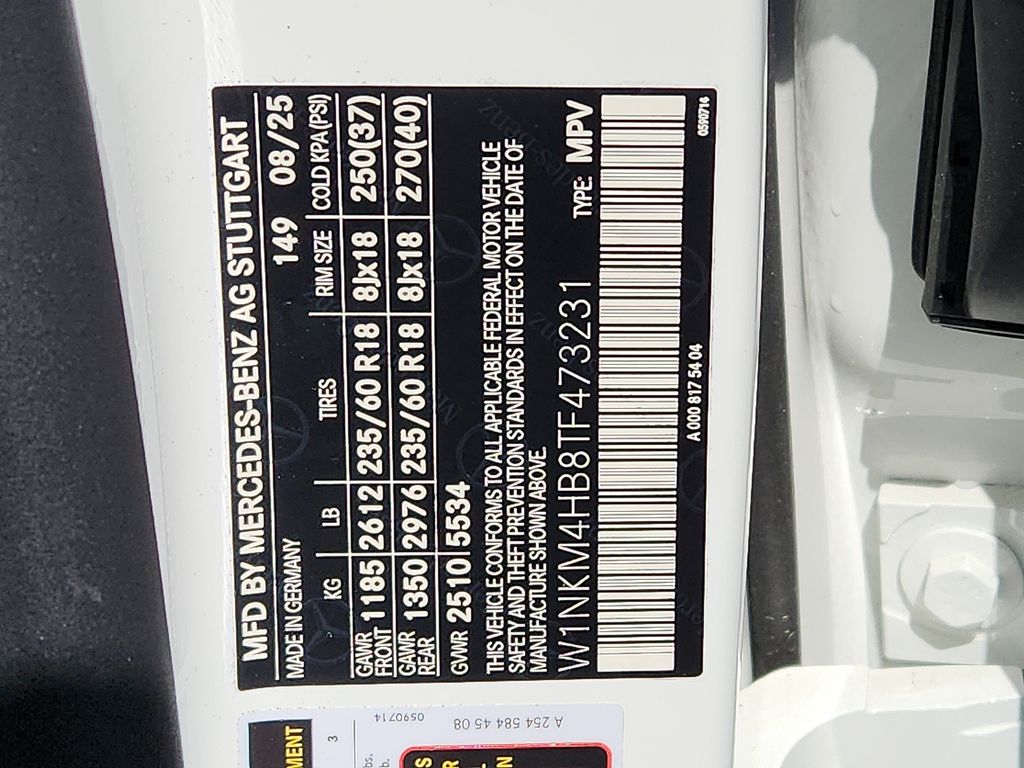 MFD BY MERCEDES-BENZ AG STUTTGART
MADE IN GERMANY 149 08/25
KG LB TIRES RIM SIZE COLD KPA (PSI)
GAWR FRONT 1185 2612 235/60 R18 8Jx18 250(37)
GAWR REAR 1350 2976 235/60 R18 8Jx18 270(40)
GVWR 2510 5534
THIS VEHICLE CONFORMS TO ALL APPLICABLE FEDERAL MOTOR VEHICLE
SAFETY AND THEFT PREVENTION STANDARDS IN EFFECT ON THE DATE OF
MANUFACTURE SHOWN ABOVE.
W1NKM4HB8TF473231 TYPE: MPV
A 000 817 54 04 0590714
0590714
A 254 584 45 08
3